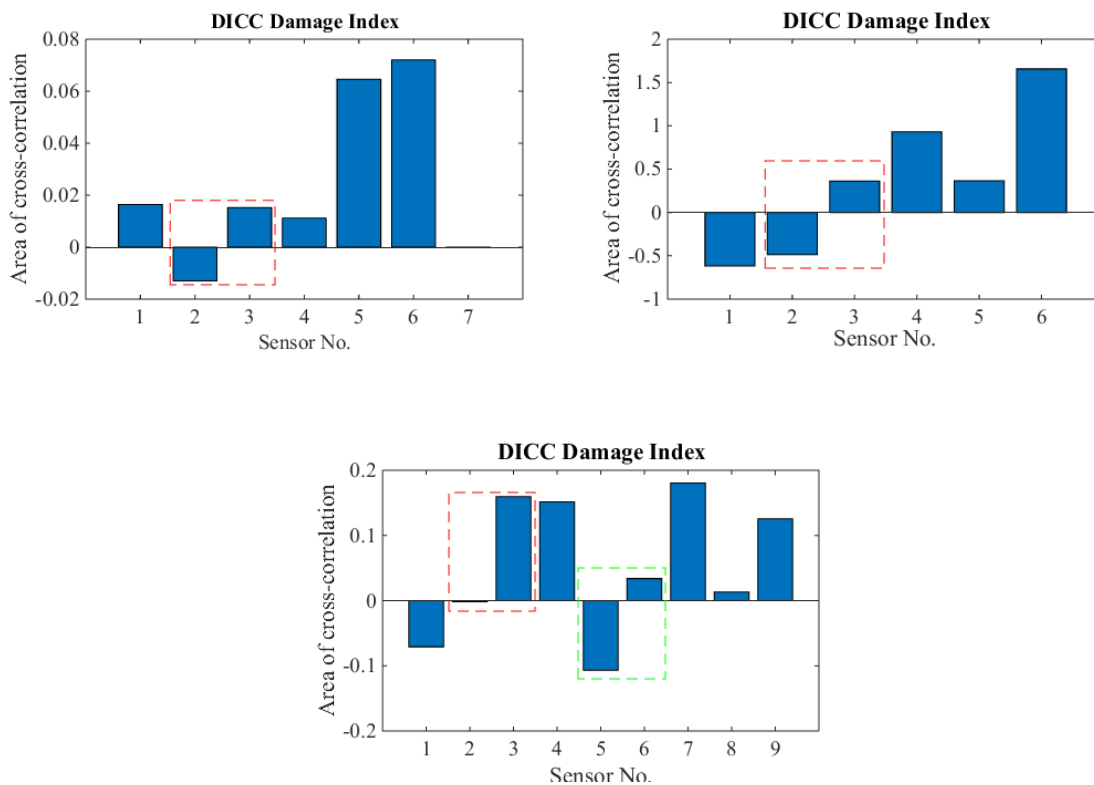 DICC Damage Index
0.08
0.06
0.04
0.02
0
-0.02
Area of cross-correlation
1 2 3 4 5 6 7
Sensor No.
DICC Damage Index
2
1.5
1
0.5
0
-0.5
-1
Area of cross-correlation
1 2 3 4 5 6
Sensor No.
DICC Damage Index
0.2
0.1
0
-0.1
-0.2
Area of cross-correlation
1 2 3 4 5 6 7 8 9
Sensor No.